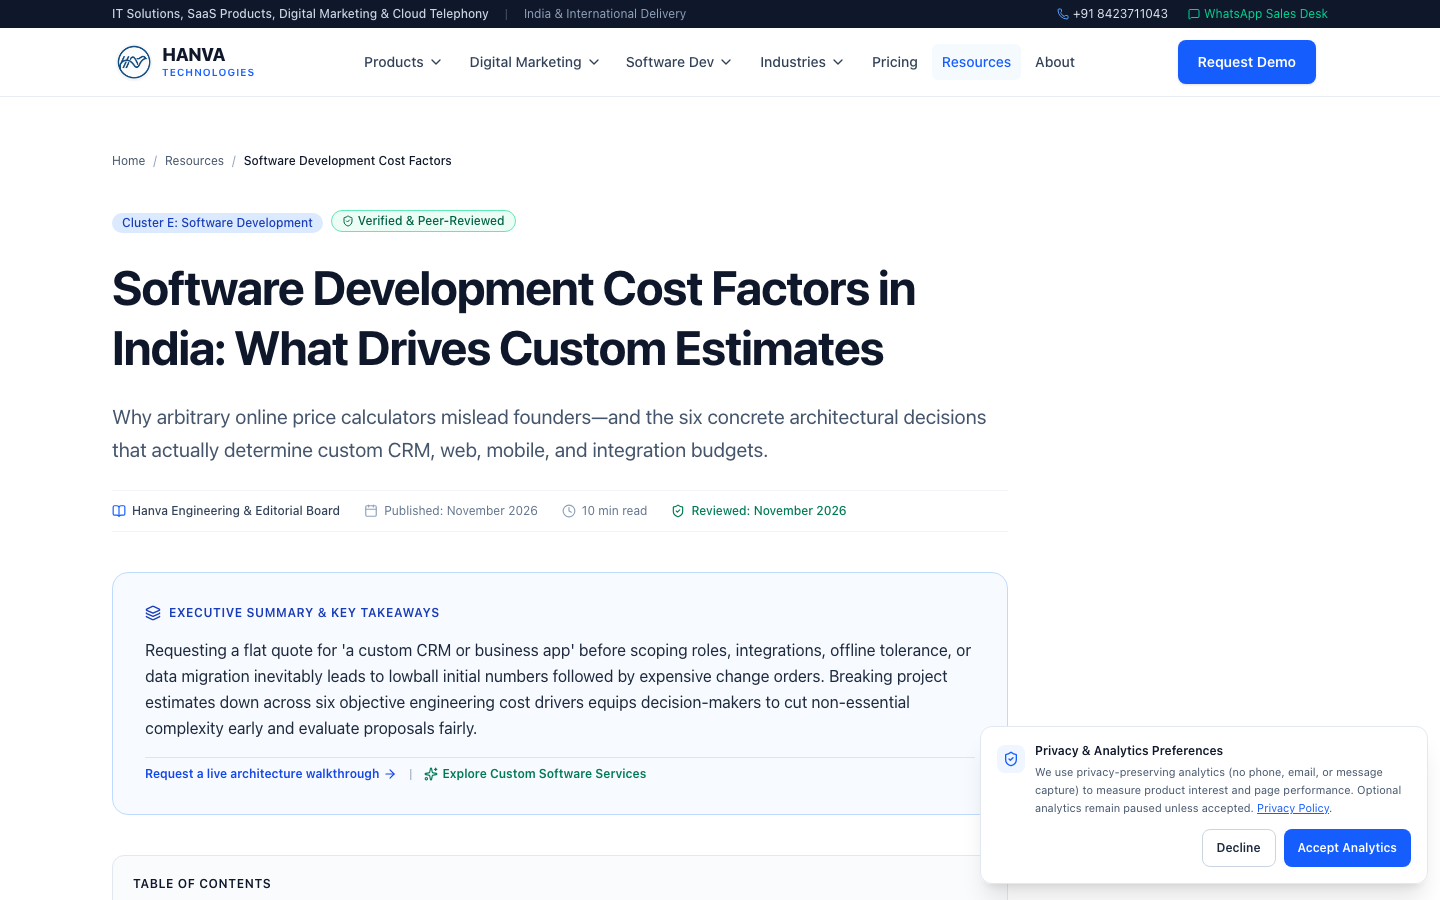 IT Solutions, SaaS Products, Digital Marketing & Cloud Telephony | India & International Delivery
+91 8423711043 WhatsApp Sales Desk
HANVA
TECHNOLOGIES
Products Digital Marketing Software Dev Industries Pricing Resources About
Request Demo
Home / Resources / Software Development Cost Factors
Cluster E: Software Development
Verified & Peer-Reviewed
Software Development Cost Factors in
India: What Drives Custom Estimates
Why arbitrary online price calculators mislead founders—and the six concrete architectural decisions
that actually determine custom CRM, web, mobile, and integration budgets.
Hanva Engineering & Editorial Board Published: November 2026 10 min read Reviewed: November 2026
EXECUTIVE SUMMARY & KEY TAKEAWAYS
Requesting a flat quote for 'a custom CRM or business app' before scoping roles, integrations, offline tolerance, or
data migration inevitably leads to lowball initial numbers followed by expensive change orders. Breaking project
estimates down across six objective engineering cost drivers equips decision-makers to cut non-essential
complexity early and evaluate proposals fairly.
Request a live architecture walkthrough → | Explore Custom Software Services
TABLE OF CONTENTS
Privacy & Analytics Preferences
We use privacy-preserving analytics (no phone, email, or message
capture) to measure product interest and page performance. Optional
analytics remain paused unless accepted. Privacy Policy.
Decline
Accept Analytics